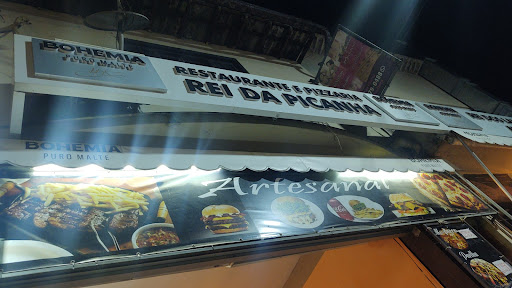 BOHEMIA
PURO MALTE
RESTAURANTE E PIZZARIA
REI DA PICANHA
BOHEMIA
PURO MALTE
Artesanal